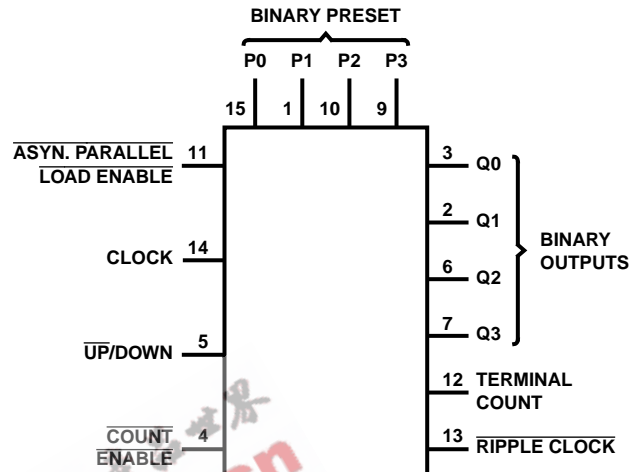 BINARY PRESET
P0 P1 P2 P3
15 1 10 9
ASYN. PARALLEL 11
LOAD ENABLE
3 Q0
2 Q1
CLOCK 14
BINARY
OUTPUTS
6 Q2
7 Q3
UP/DOWN 5
12 TERMINAL
COUNT
COUNT 4
ENABLE
13 RIPPLE CLOCK